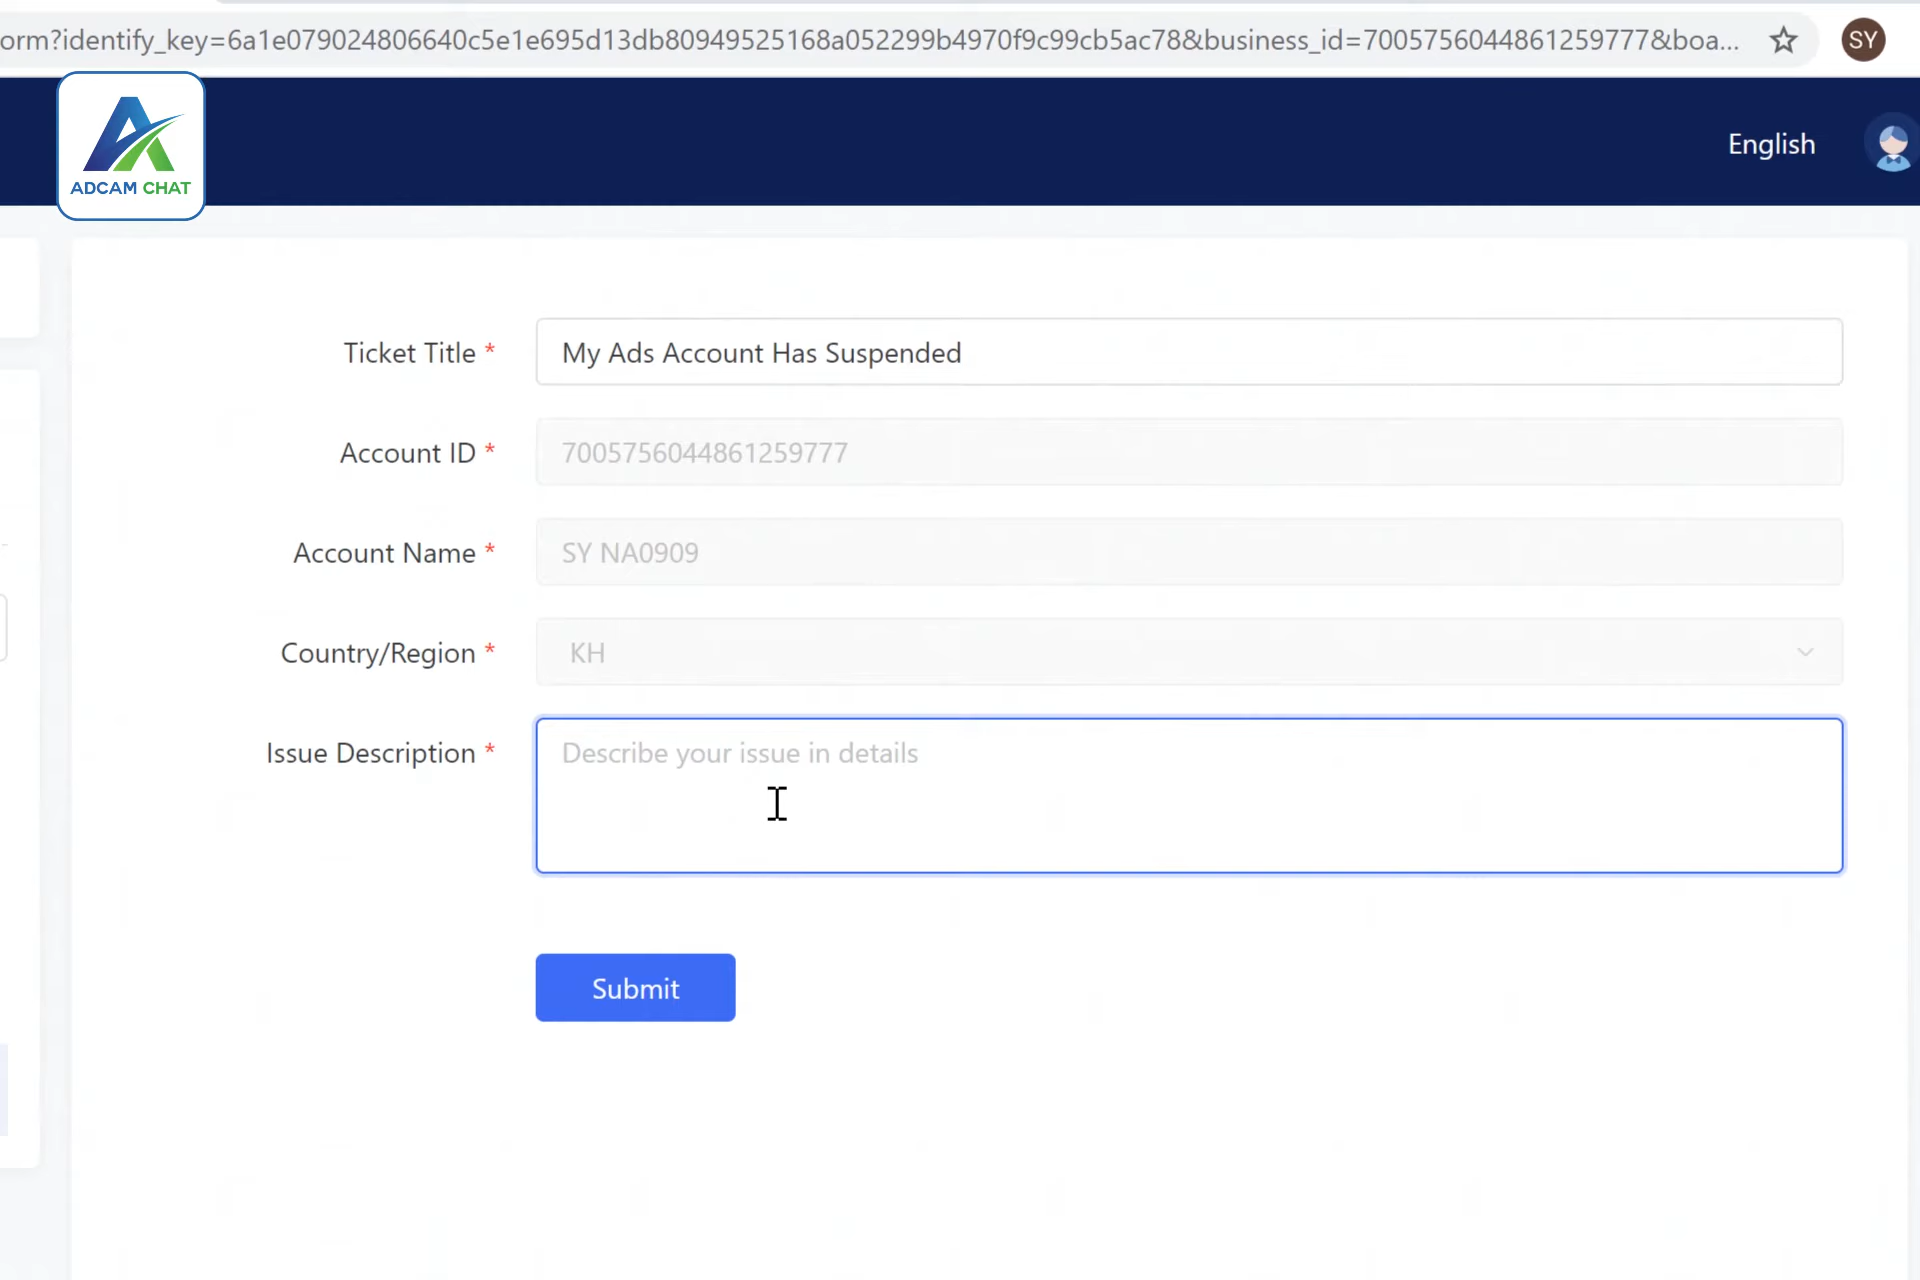 orm?identify_key=6a1e079024806640c5e1e695d13db80949525168a052299b4970f9c99cb5ac78&business_id=7005756044861259777&boa...
SY
ADCAM CHAT
English
Ticket Title *
My Ads Account Has Suspended
Account ID *
7005756044861259777
Account Name *
SY NA0909
Country/Region *
KH
Issue Description *
Describe your issue in details
Submit